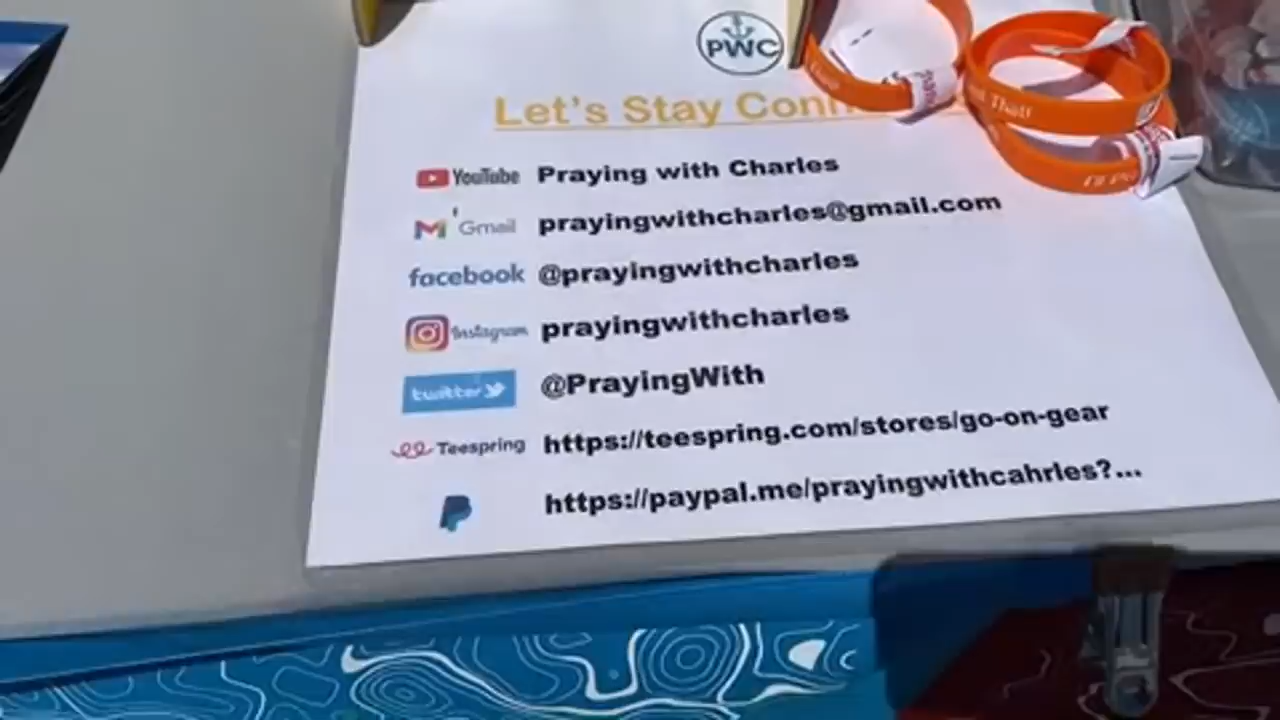 PWC
Let's Stay Conn
YouTube Praying with Charles
Gmail prayingwithcharles@gmail.com
facebook @prayingwithcharles
Instagram prayingwithcharles
twitter @PrayingWith
Teespring https://teespring.com/stores/go-on-gear
https://paypal.me/prayingwithcahrles?...
That!